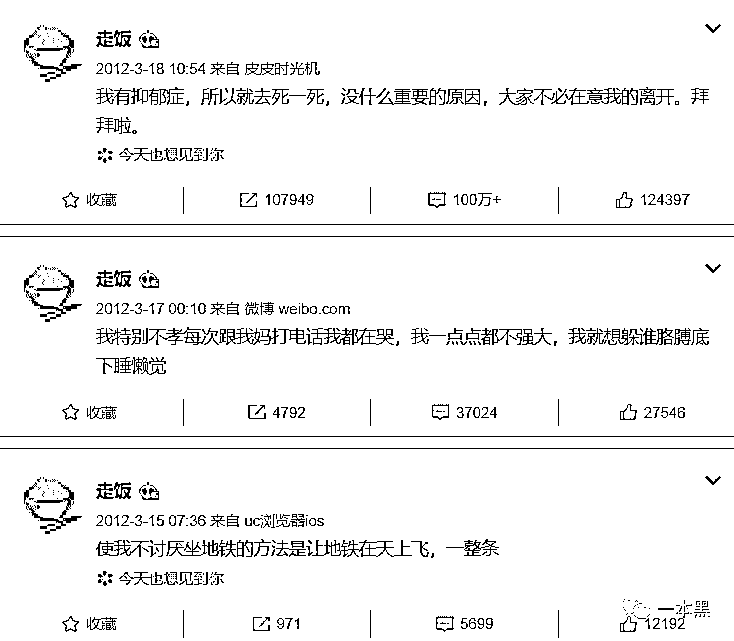 走饭
2012-3-18 10:54 来自 皮皮时光机
我有抑郁症，所以就去死一死，没什么重要的原因，大家不必在意我的离开。拜
拜啦。
今天也想见到你
收藏 107949 100万+ 124397
走饭
2012-3-17 00:10 来自 微博 weibo.com
我特别不孝每次跟我妈打电话我都在哭，我一点点都不强大，我就想躲谁胳膊底
下睡懒觉
收藏 4792 37024 27546
走饭
2012-3-15 07:36 来自 uc浏览器ios
使我不讨厌坐地铁的方法是让地铁在天上飞，一整条
今天也想见到你
一本黑
收藏 971 5699 12192